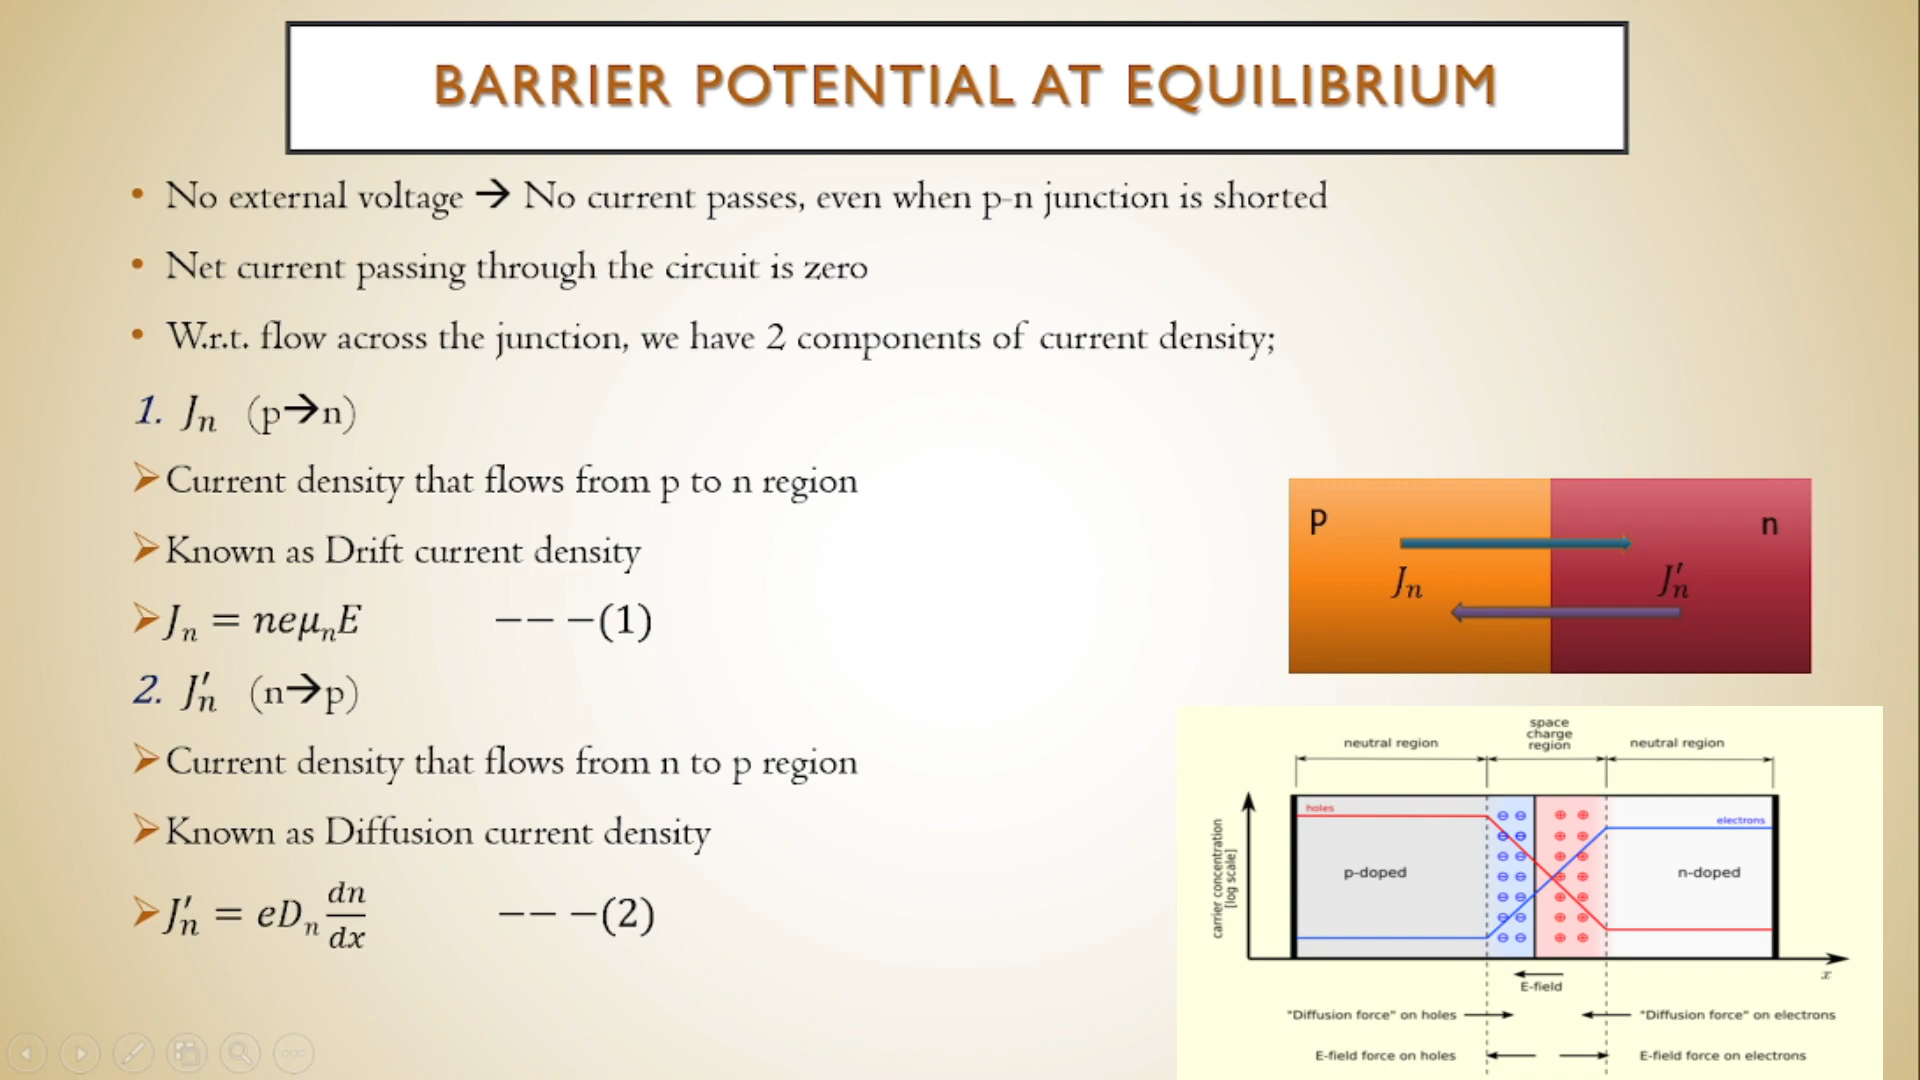 BARRIER POTENTIAL AT EQUILIBRIUM
• No external voltage → No current passes, even when p-n junction is shorted
• Net current passing through the circuit is zero
• W.r.t. flow across the junction, we have 2 components of current density;
1. Jₙ (p→n)
➢Current density that flows from p to n region
➢Known as Drift current density
➢Jₙ = neμₙE −− −(1)
2. J′ₙ (n→p)
➢Current density that flows from n to p region
➢Known as Diffusion current density
➢J′ₙ = eDₙ dn/dx −− −(2)
p n
Jₙ J′ₙ
space
charge
region
neutral region neutral region
holes
electrons
p-doped n-doped
carrier concentration
[log scale]
x
E-field
"Diffusion force" on holes "Diffusion force" on electrons
E-field force on holes E-field force on electrons